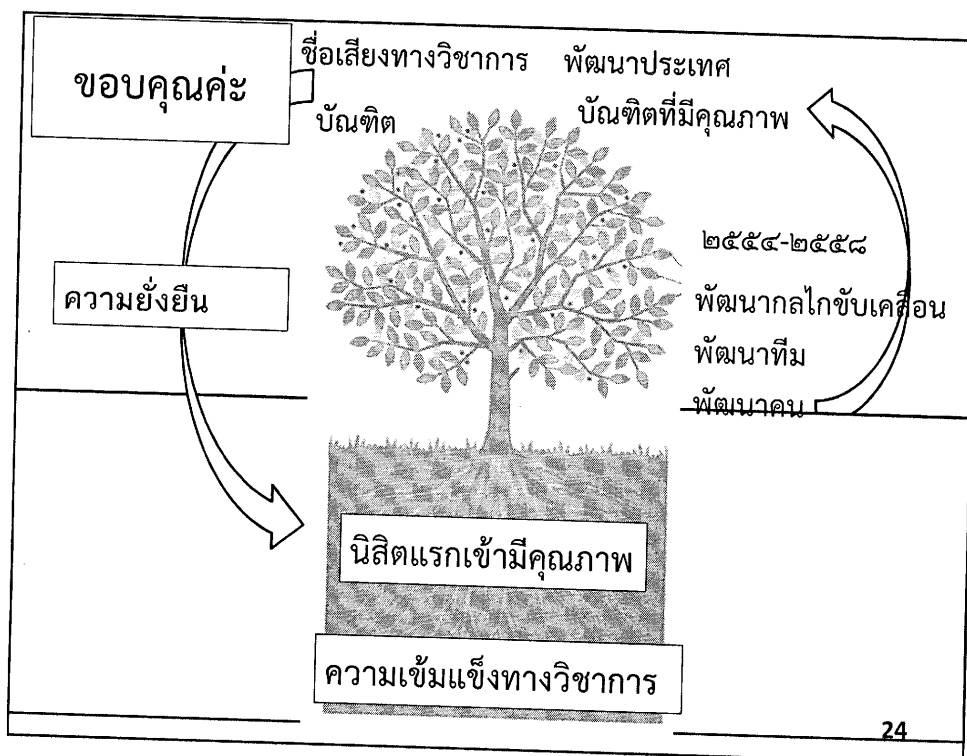 ขอบคุณค่ะ
ชื่อเสียงทางวิชาการ พัฒนาประเทศ
บัณฑิต บัณฑิตที่มีคุณภาพ
๒๕๕๔-๒๕๕๘
ความยั่งยืน
พัฒนากลไกขับเคลื่อน
พัฒนาทีม
พัฒนาคน
นิสิตแรกเข้ามีคุณภาพ
ความเข้มแข็งทางวิชาการ
24